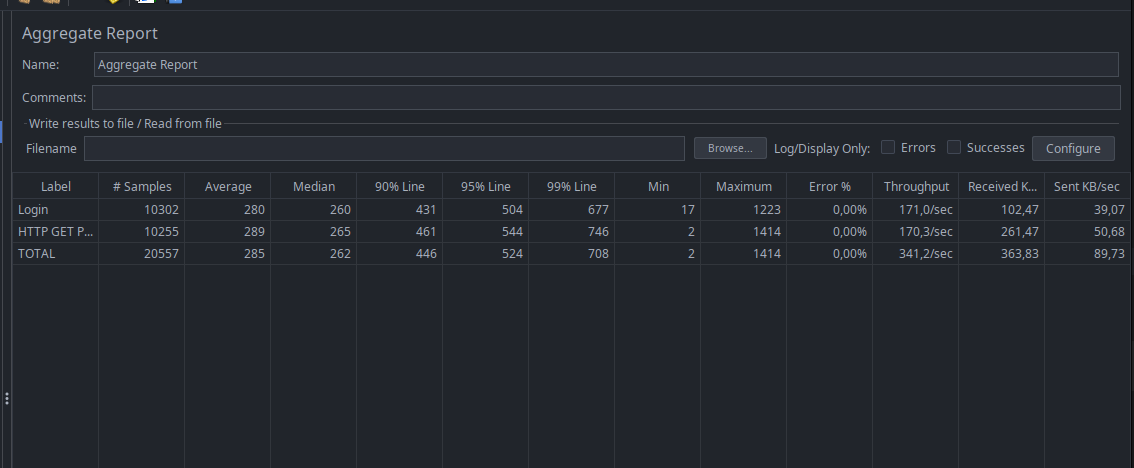 Aggregate Report
Name: Aggregate Report
Comments:
Write results to file / Read from file
Filename Browse... Log/Display Only: Errors Successes Configure
Label # Samples Average Median 90% Line 95% Line 99% Line Min Maximum Error % Throughput Received K... Sent KB/sec
Login 10302 280 260 431 504 677 17 1223 0,00% 171,0/sec 102,47 39,07
HTTP GET P... 10255 289 265 461 544 746 2 1414 0,00% 170,3/sec 261,47 50,68
TOTAL 20557 285 262 446 524 708 2 1414 0,00% 341,2/sec 363,83 89,73